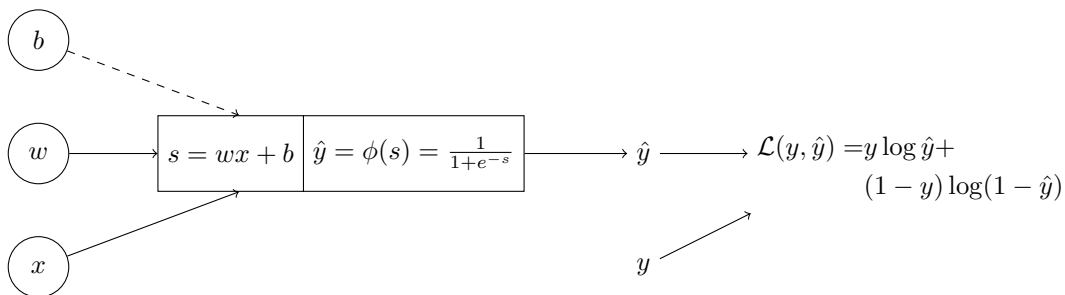 b
w
x
s = wx + b
ŷ = φ(s) = 1/(1+e^{-s})
ŷ
y
ℒ(y, ŷ) = y log ŷ +
(1 − y) log(1 − ŷ)